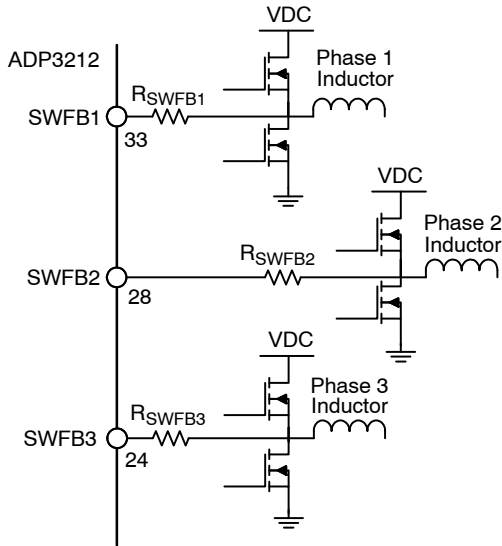 VDC
ADP3212
Phase 1
Inductor
RSWFB1
SWFB1
33
VDC
Phase 2
Inductor
RSWFB2
SWFB2
28
VDC
Phase 3
Inductor
RSWFB3
SWFB3
24